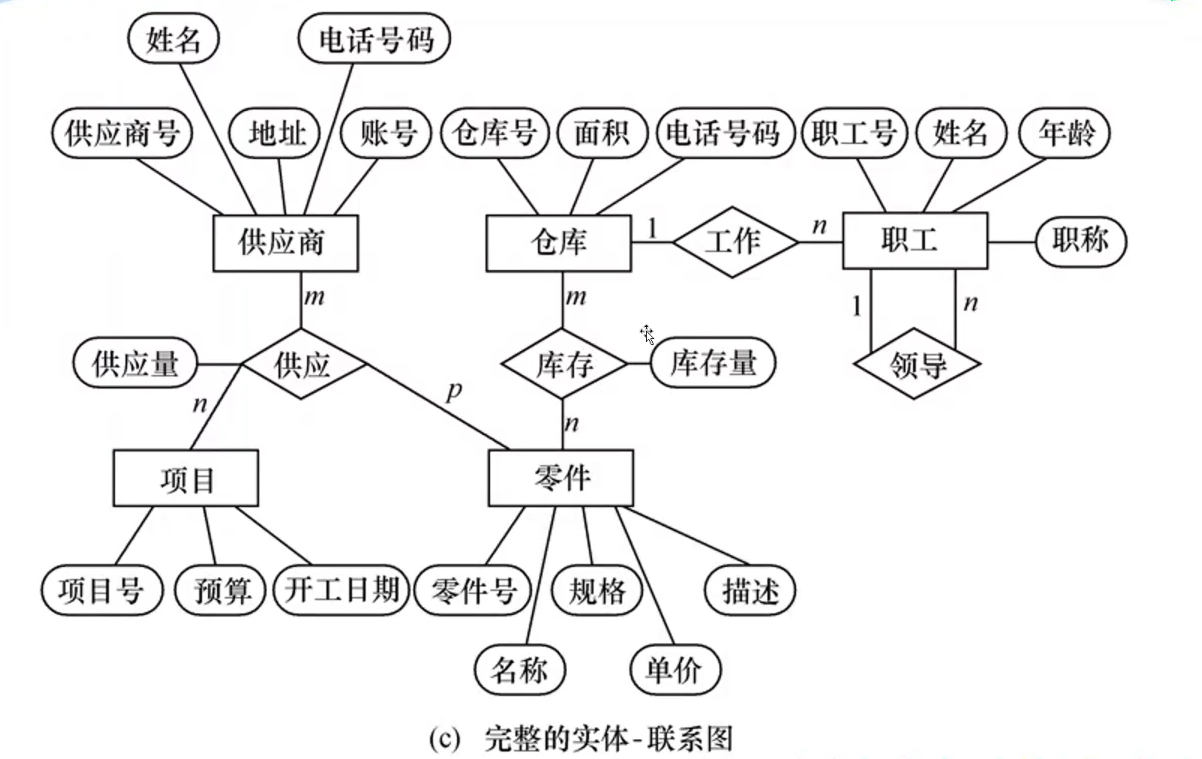 姓名
电话号码
供应商号
地址
账号
仓库号
面积
电话号码
职工号
姓名
年龄
供应商
仓库
1
工作
n
职工
职称
m
m
1
n
供应量
供应
库存
库存量
领导
n
p
n
项目
零件
项目号
预算
开工日期
零件号
规格
描述
名称
单价
(c) 完整的实体-联系图